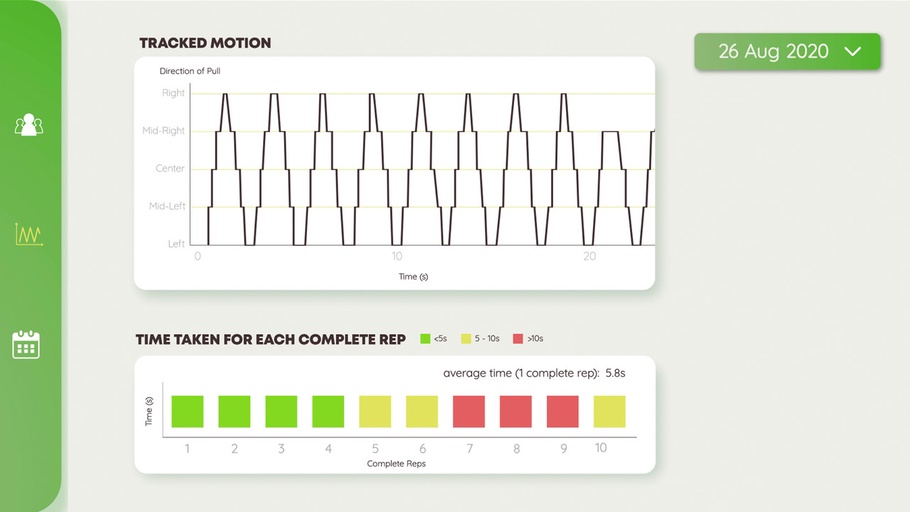 TRACKED MOTION
26 Aug 2020
Direction of Pull
Right
Mid-Right
Center
Mid-Left
Left
0 10 20
Time (s)
TIME TAKEN FOR EACH COMPLETE REP
<5s 5 - 10s >10s
average time (1 complete rep): 5.8s
Time (s)
1 2 3 4 5 6 7 8 9 10
Complete Reps